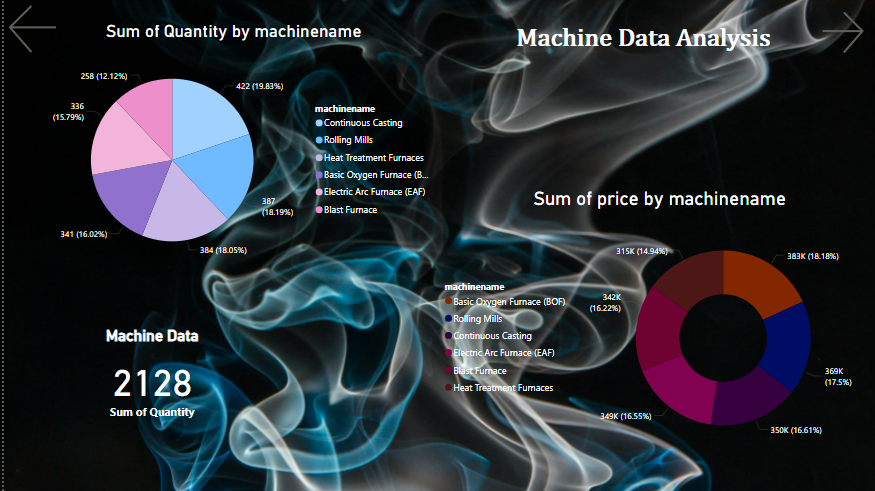 Sum of Quantity by machinename
Machine Data Analysis
258 (12.12%)
422 (19.83%)
336
(15.79%)
387
(18.19%)
341 (16.02%)
384 (18.05%)
machinename
Continuous Casting
Rolling Mills
Heat Treatment Furnaces
Basic Oxygen Furnace (B...
Electric Arc Furnace (EAF)
Blast Furnace
Sum of price by machinename
315K (14.94%)
383K (18.18%)
342K
(16.22%)
369K
(17.5%)
349K (16.55%)
350K (16.61%)
machinename
Basic Oxygen Furnace (BOF)
Rolling Mills
Continuous Casting
Electric Arc Furnace (EAF)
Blast Furnace
Heat Treatment Furnaces
Machine Data
2128
Sum of Quantity